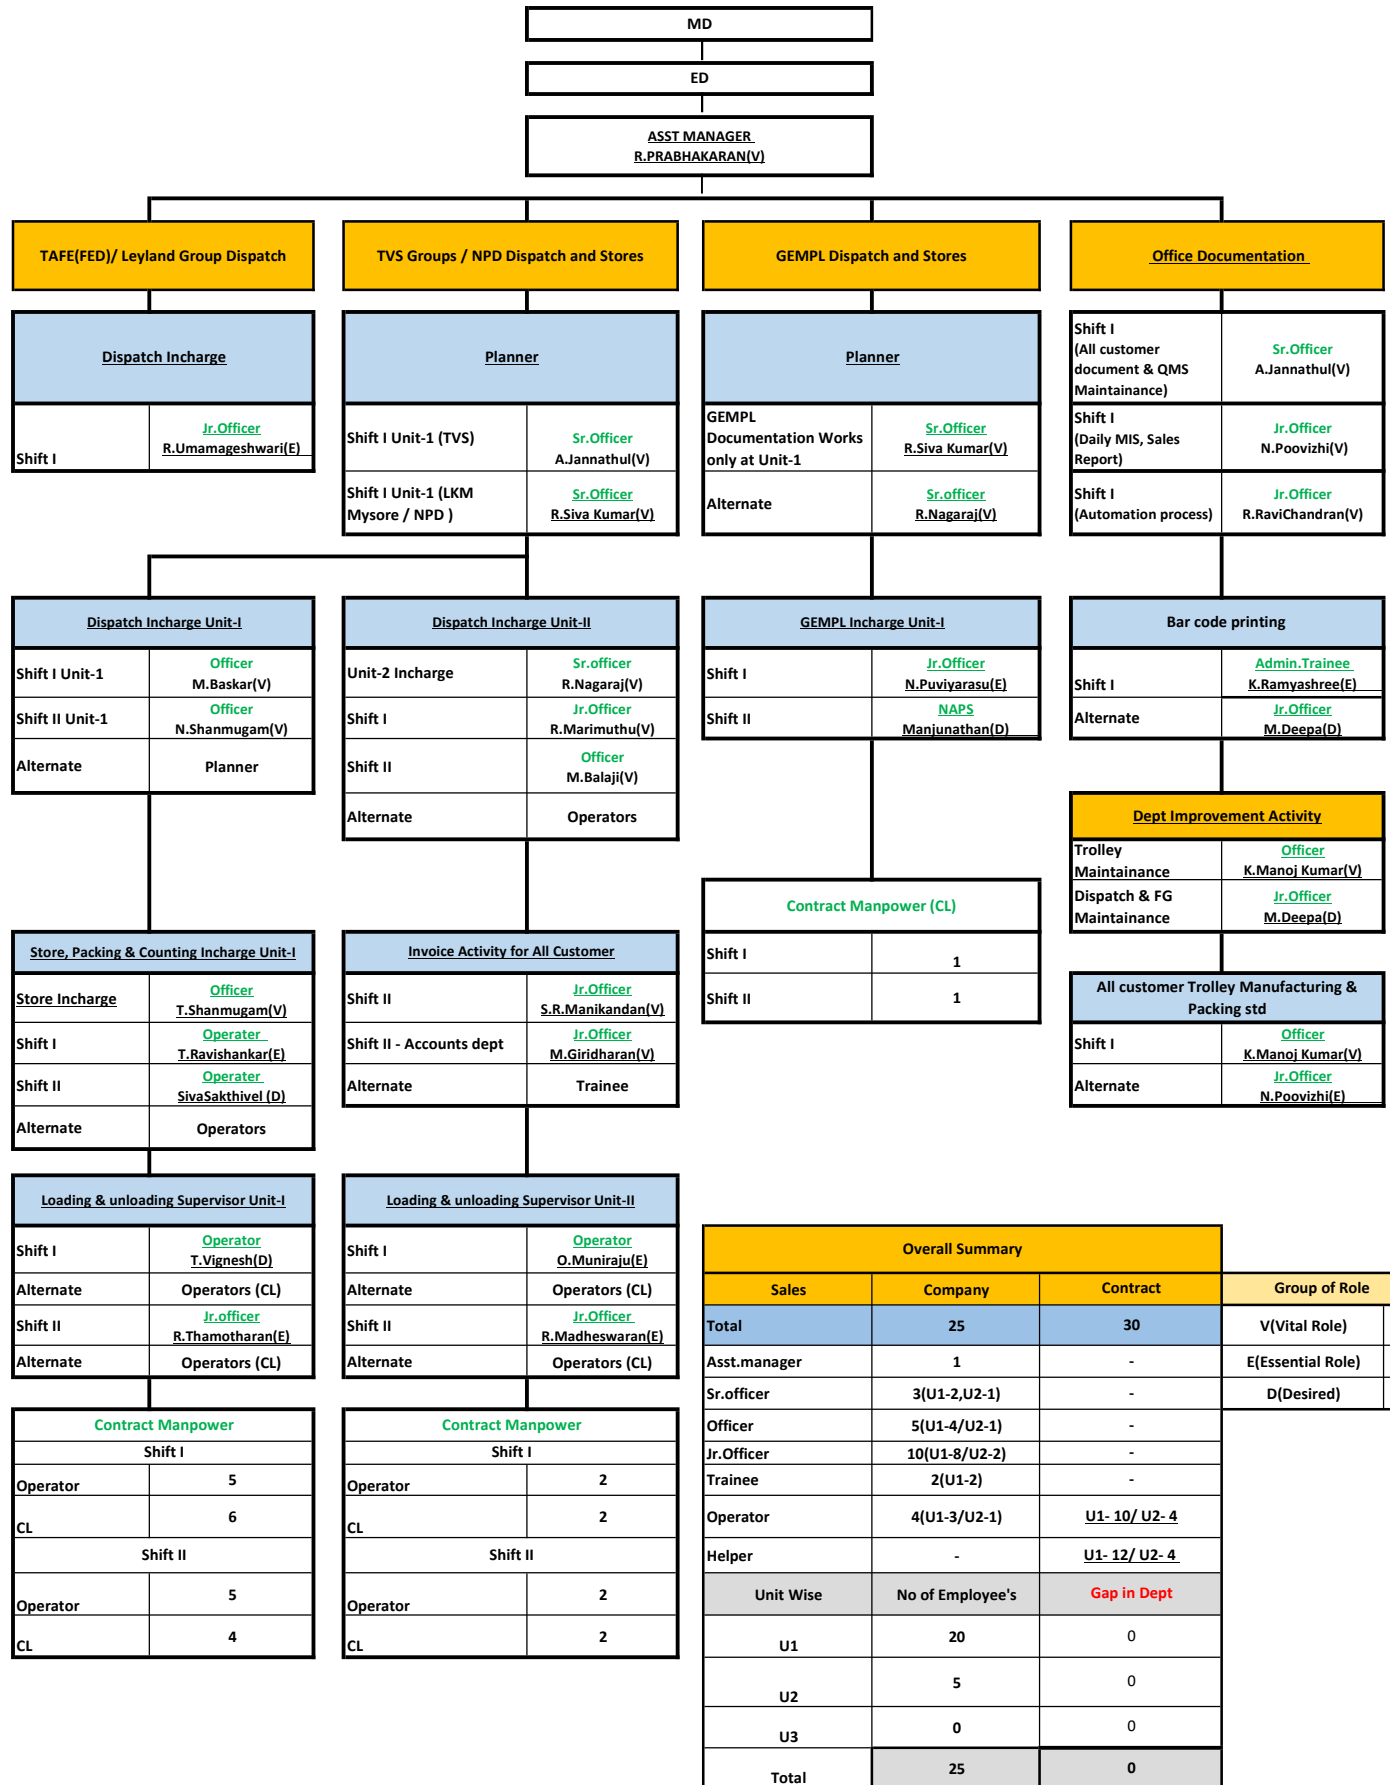 MD
ED
ASST MANAGER
R.PRABHAKARAN(V)
TAFE(FED)/ Leyland Group Dispatch
TVS Groups / NPD Dispatch and Stores
GEMPL Dispatch and Stores
Office Documentation
Dispatch Incharge
Shift I
Jr.Officer
R.Umamageshwari(E)
Planner
Shift I Unit-1 (TVS)
Sr.Officer
A.Jannathul(V)
Shift I Unit-1 (LKM
Mysore / NPD )
Sr.Officer
R.Siva Kumar(V)
Planner
GEMPL
Documentation Works
only at Unit-1
Sr.Officer
R.Siva Kumar(V)
Alternate
Sr.officer
R.Nagaraj(V)
Shift I
(All customer
document & QMS
Maintainance)
Sr.Officer
A.Jannathul(V)
Shift I
(Daily MIS, Sales
Report)
Jr.Officer
N.Poovizhi(V)
Shift I
(Automation process)
Jr.Officer
R.RaviChandran(V)
Dispatch Incharge Unit-I
Shift I Unit-1
Officer
M.Baskar(V)
Shift II Unit-1
Officer
N.Shanmugam(V)
Alternate
Planner
Dispatch Incharge Unit-II
Unit-2 Incharge
Sr.officer
R.Nagaraj(V)
Shift I
Jr.Officer
R.Marimuthu(V)
Shift II
Officer
M.Balaji(V)
Alternate
Operators
GEMPL Incharge Unit-I
Shift I
Jr.Officer
N.Puviyarasu(E)
Shift II
NAPS
Manjunathan(D)
Bar code printing
Shift I
Admin.Trainee
K.Ramyashree(E)
Alternate
Jr.Officer
M.Deepa(D)
Dept Improvement Activity
Trolley
Maintainance
Officer
K.Manoj Kumar(V)
Dispatch & FG
Maintainance
Jr.Officer
M.Deepa(D)
Contract Manpower (CL)
Shift I
1
Shift II
1
Store, Packing & Counting Incharge Unit-I
Store Incharge
Officer
T.Shanmugam(V)
Shift I
Operater
T.Ravishankar(E)
Shift II
Operater
SivaSakthivel (D)
Alternate
Operators
Invoice Activity for All Customer
Shift II
Jr.Officer
S.R.Manikandan(V)
Shift II - Accounts dept
Jr.Officer
M.Giridharan(V)
Alternate
Trainee
All customer Trolley Manufacturing &
Packing std
Shift I
Officer
K.Manoj Kumar(V)
Alternate
Jr.Officer
N.Poovizhi(E)
Loading & unloading Supervisor Unit-I
Shift I
Operator
T.Vignesh(D)
Alternate
Operators (CL)
Shift II
Jr.officer
R.Thamotharan(E)
Alternate
Operators (CL)
Loading & unloading Supervisor Unit-II
Shift I
Operator
O.Muniraju(E)
Alternate
Operators (CL)
Shift II
Jr.Officer
R.Madheswaran(E)
Alternate
Operators (CL)
Contract Manpower
Shift I
Operator 5
CL 6
Shift II
Operator 5
CL 4
Contract Manpower
Shift I
Operator 2
CL 2
Shift II
Operator 2
CL 2
Overall Summary
Sales Company Contract
Total 25 30
Asst.manager 1 -
Sr.officer 3(U1-2,U2-1) -
Officer 5(U1-4/U2-1) -
Jr.Officer 10(U1-8/U2-2) -
Trainee 2(U1-2) -
Operator 4(U1-3/U2-1) U1- 10/ U2- 4
Helper - U1- 12/ U2- 4
Unit Wise No of Employee's Gap in Dept
U1 20 0
U2 5 0
U3 0 0
Total 25 0
Group of Role
V(Vital Role)
E(Essential Role)
D(Desired)